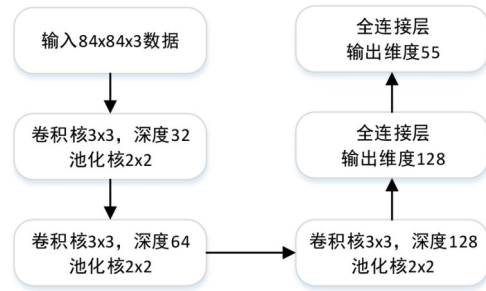 输入84x84x3数据
卷积核3x3，深度32
池化核2x2
卷积核3x3，深度64
池化核2x2
卷积核3x3，深度128
池化核2x2
全连接层
输出维度128
全连接层
输出维度55